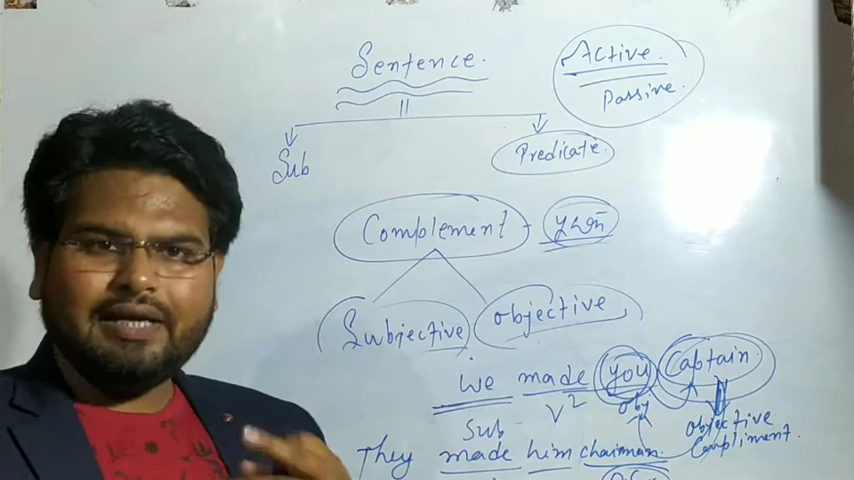 Sentence.
Active.
Passive.
Sub
Predicate.
Complement - पूरक
Subjective
objective
We made you Captain
Sub V2 obj
objective
Compliment.
They made him chairman.